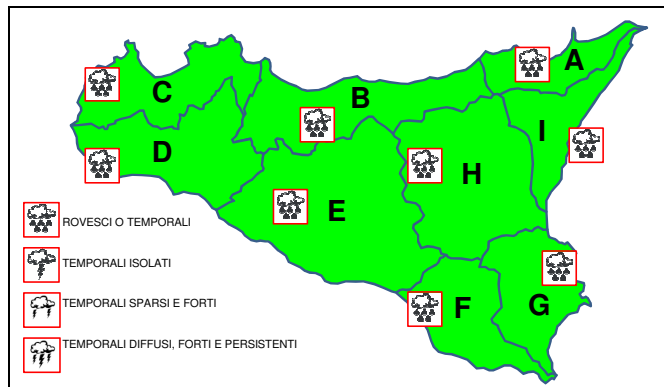 A
B
C
I
D
H
E
ROVESCI O TEMPORALI
TEMPORALI ISOLATI
F
G
TEMPORALI SPARSI E FORTI
TEMPORALI DIFFUSI, FORTI E PERSISTENTI